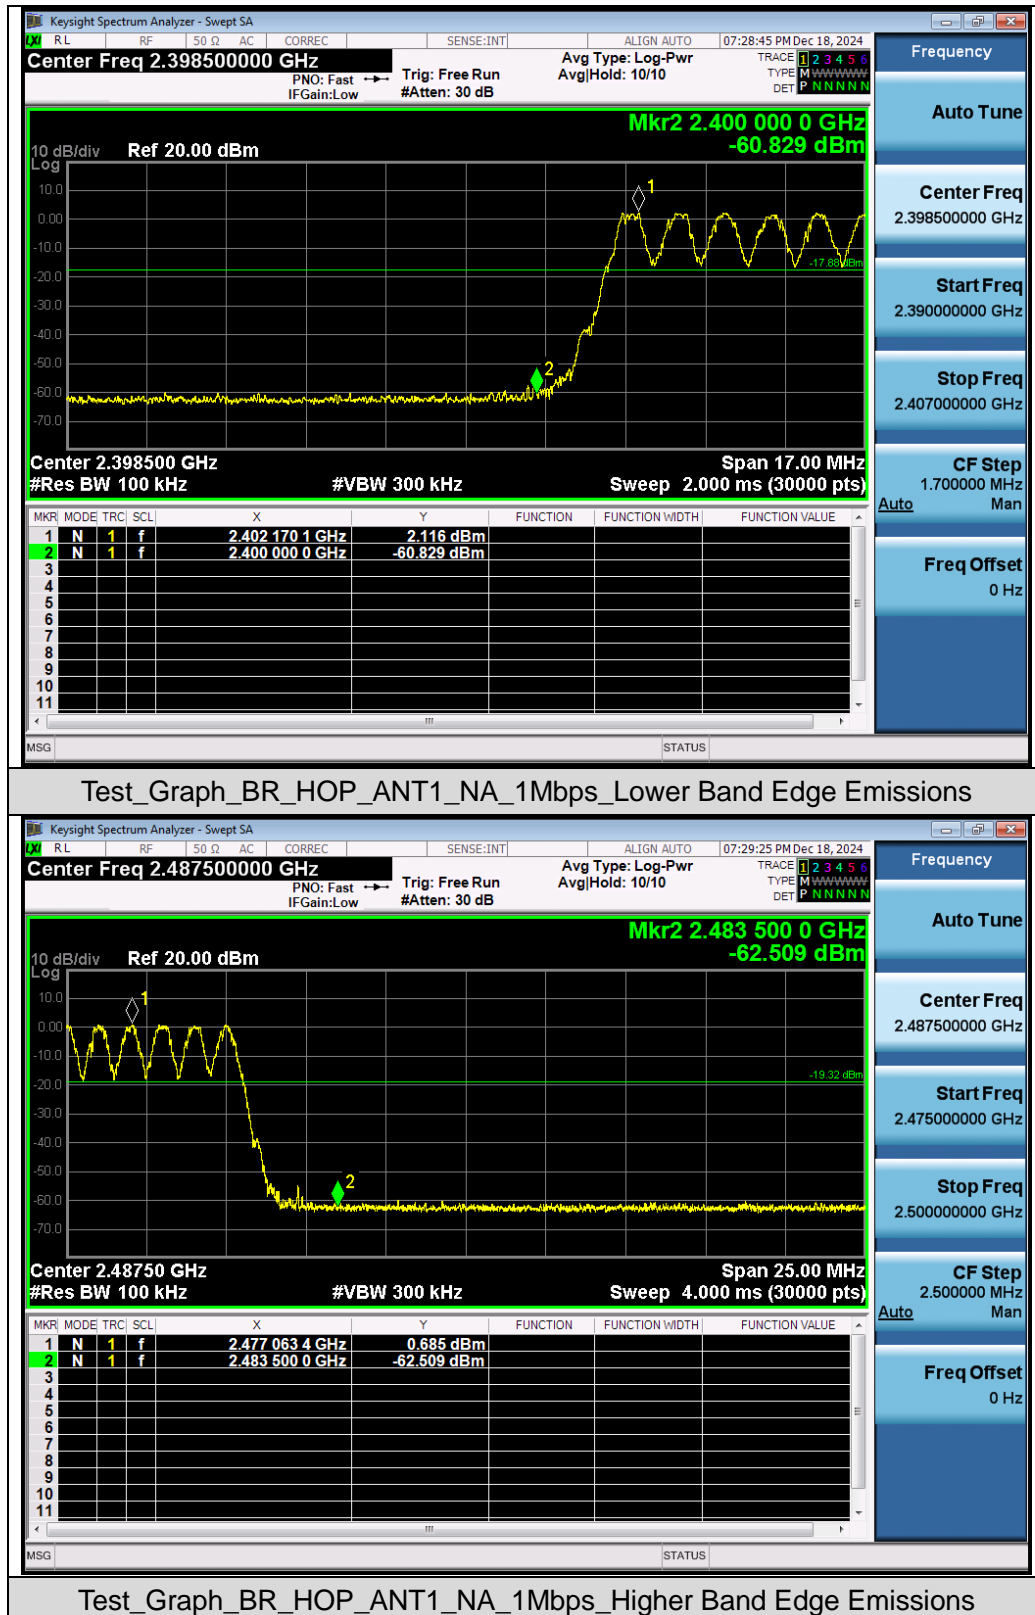 Keysight Spectrum Analyzer - Swept SA
LXI RL RF 50 Ω AC CORREC SENSE:INT ALIGN AUTO 07:28:45 PM Dec 18, 2024
Center Freq 2.398500000 GHz
PNO: Fast
IFGain:Low
Trig: Free Run
#Atten: 30 dB
Avg Type: Log-Pwr
Avg|Hold: 10/10
TRACE 1 2 3 4 5 6
TYPE M W W W W W
DET P N N N N N
Mkr2 2.400 000 0 GHz
-60.829 dBm
10 dB/div Ref 20.00 dBm
Log
10.0
0.00
-10.0
-20.0
-30.0
-40.0
-50.0
-60.0
-70.0
1
2
-17.88 dBm
Center 2.398500 GHz Span 17.00 MHz
#Res BW 100 kHz #VBW 300 kHz Sweep 2.000 ms (30000 pts)
MKR MODE TRC SCL X Y FUNCTION FUNCTION WIDTH FUNCTION VALUE
1 N 1 f 2.402 170 1 GHz 2.116 dBm
2 N 1 f 2.400 000 0 GHz -60.829 dBm
3
4
5
6
7
8
9
10
11
MSG STATUS
Frequency
Auto Tune
Center Freq
2.398500000 GHz
Start Freq
2.390000000 GHz
Stop Freq
2.407000000 GHz
CF Step
1.700000 MHz
Auto Man
Freq Offset
0 Hz
Test_Graph_BR_HOP_ANT1_NA_1Mbps_Lower Band Edge Emissions
Keysight Spectrum Analyzer - Swept SA
LXI RL RF 50 Ω AC CORREC SENSE:INT ALIGN AUTO 07:29:25 PM Dec 18, 2024
Center Freq 2.487500000 GHz
PNO: Fast
IFGain:Low
Trig: Free Run
#Atten: 30 dB
Avg Type: Log-Pwr
Avg|Hold: 10/10
TRACE 1 2 3 4 5 6
TYPE M W W W W W
DET P N N N N N
Mkr2 2.483 500 0 GHz
-62.509 dBm
10 dB/div Ref 20.00 dBm
Log
10.0
0.00
-10.0
-20.0
-30.0
-40.0
-50.0
-60.0
-70.0
1
2
-19.32 dBm
Center 2.48750 GHz Span 25.00 MHz
#Res BW 100 kHz #VBW 300 kHz Sweep 4.000 ms (30000 pts)
MKR MODE TRC SCL X Y FUNCTION FUNCTION WIDTH FUNCTION VALUE
1 N 1 f 2.477 063 4 GHz 0.685 dBm
2 N 1 f 2.483 500 0 GHz -62.509 dBm
3
4
5
6
7
8
9
10
11
MSG STATUS
Frequency
Auto Tune
Center Freq
2.487500000 GHz
Start Freq
2.475000000 GHz
Stop Freq
2.500000000 GHz
CF Step
2.500000 MHz
Auto Man
Freq Offset
0 Hz
Test_Graph_BR_HOP_ANT1_NA_1Mbps_Higher Band Edge Emissions